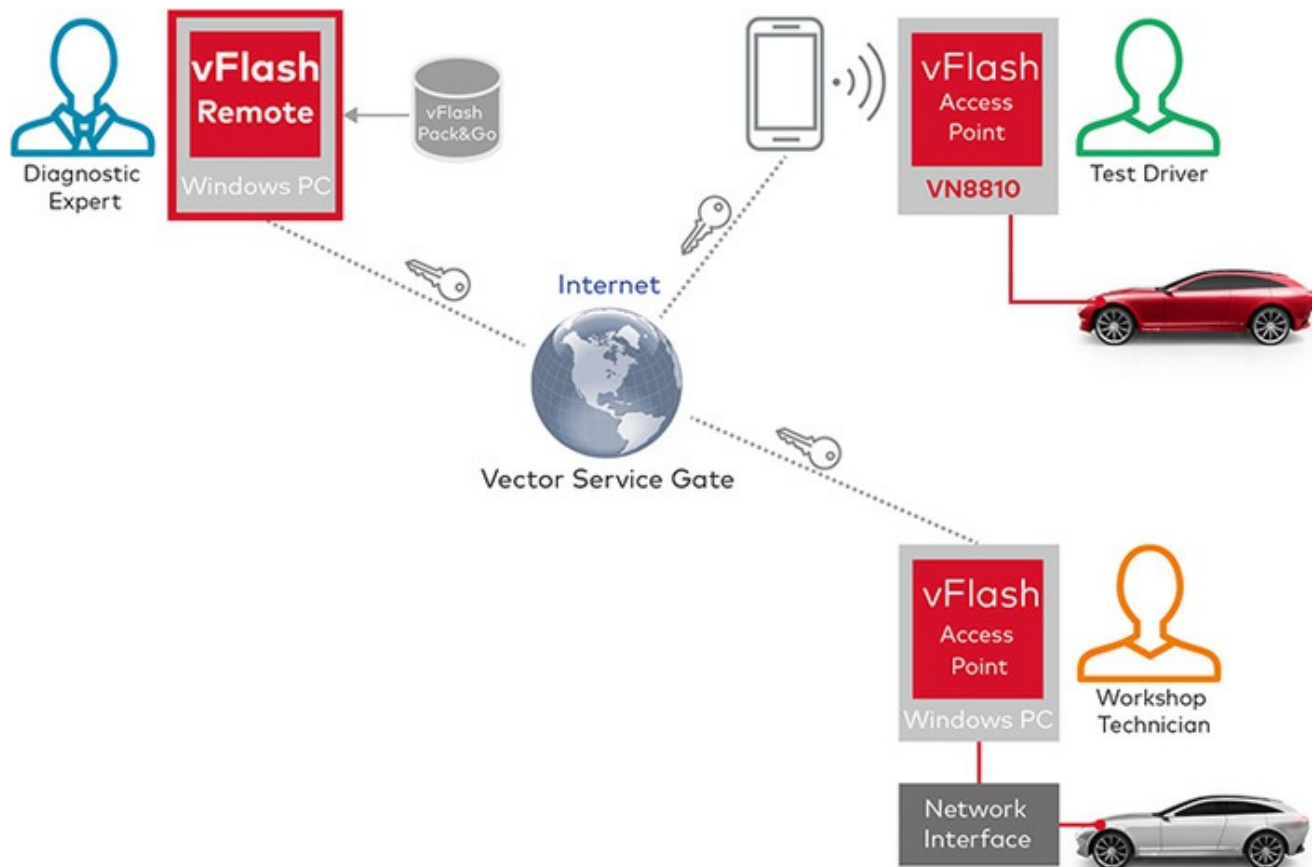 vFlash
Remote
Windows PC
Diagnostic
Expert
vFlash
Pack&Go
vFlash
Access
Point
VN8810
Test Driver
Internet
Vector Service Gate
vFlash
Access
Point
Windows PC
Workshop
Technician
Network
Interface